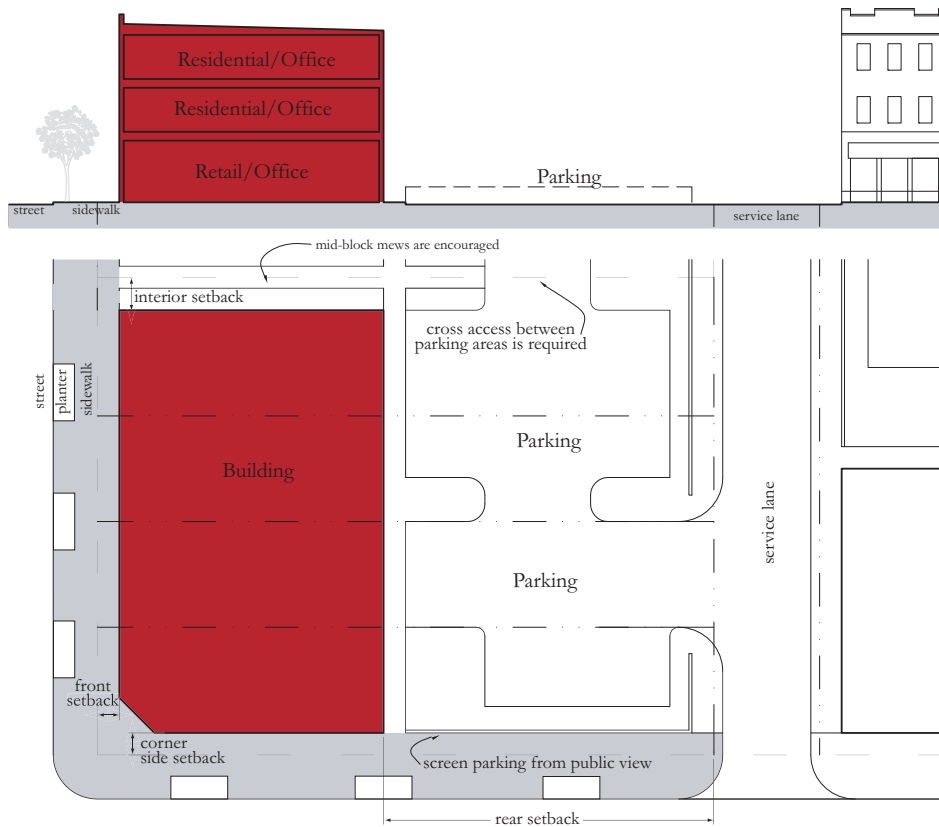 Residential/Office
Residential/Office
Retail/Office
Parking
street
sidewalk
service lane
mid-block mews are encouraged
interior setback
cross access between
parking areas is required
street
planter
sidewalk
Parking
Building
service lane
Parking
front
setback
corner
side setback
screen parking from public view
rear setback